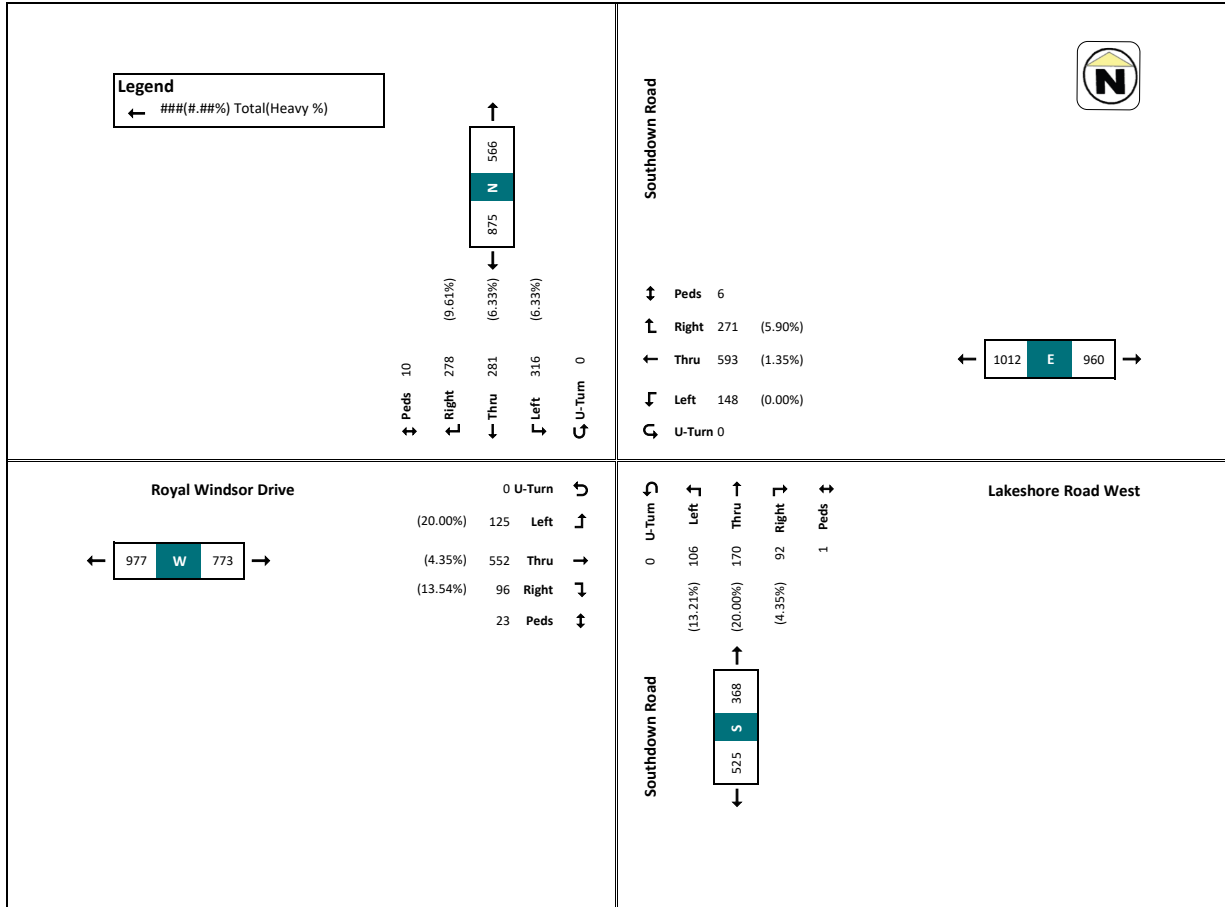 Legend
← ###(#.##%) Total(Heavy %)
566
N
875
(9.61%) (6.33%) (6.33%)
10 278 281 316 0
Peds Right Thru Left U-Turn
Southdown Road
N
Peds 6
Right 271 (5.90%)
Thru 593 (1.35%)
Left 148 (0.00%)
U-Turn 0
1012 E 960
Royal Windsor Drive
0 U-Turn
(20.00%) 125 Left
(4.35%) 552 Thru
(13.54%) 96 Right
23 Peds
977 W 773
U-Turn Left Thru Right Peds
0 106 170 92 1
(13.21%) (20.00%) (4.35%)
368
S
525
Southdown Road
Lakeshore Road West